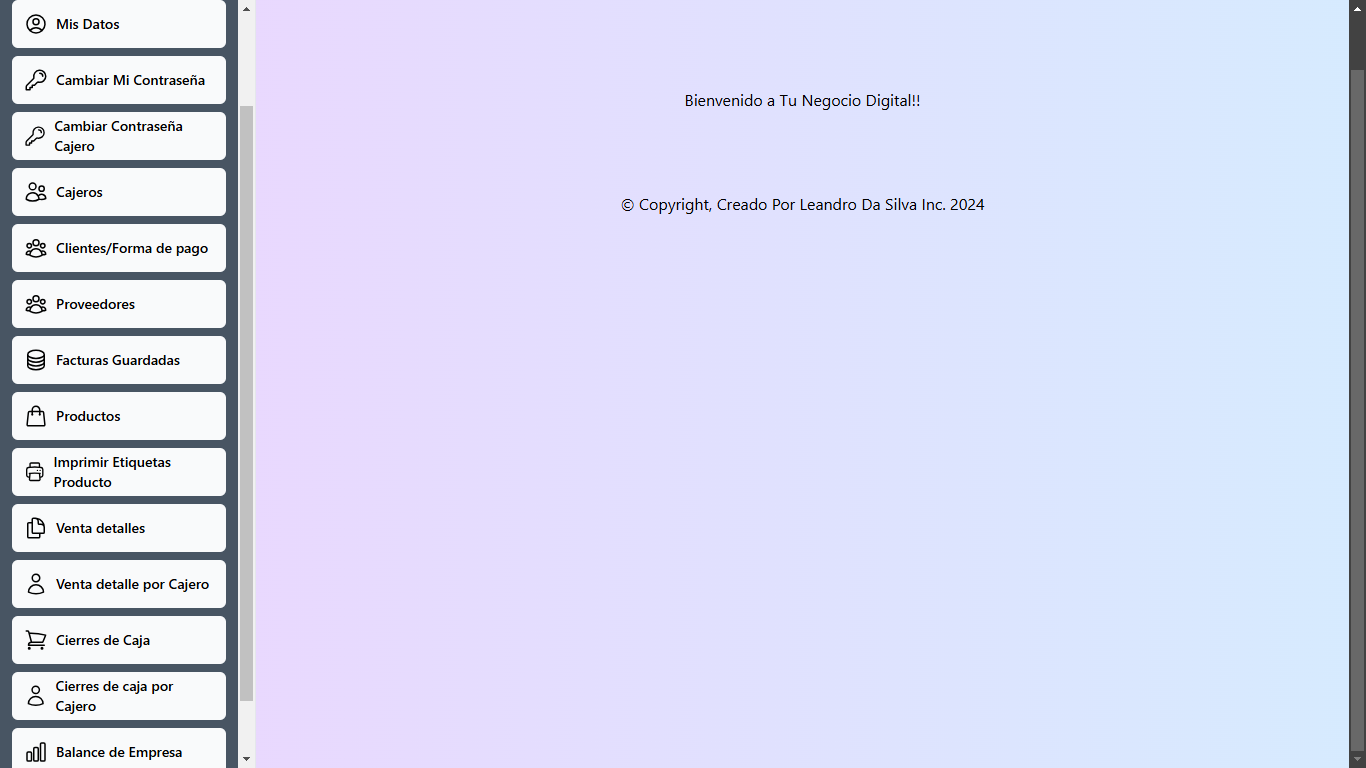 Mis Datos
Cambiar Mi Contraseña
Cambiar Contraseña
Cajero
Cajeros
Clientes/Forma de pago
Proveedores
Facturas Guardadas
Productos
Imprimir Etiquetas
Producto
Venta detalles
Venta detalle por Cajero
Cierres de Caja
Cierres de caja por
Cajero
Balance de Empresa
Bienvenido a Tu Negocio Digital!!
© Copyright, Creado Por Leandro Da Silva Inc. 2024